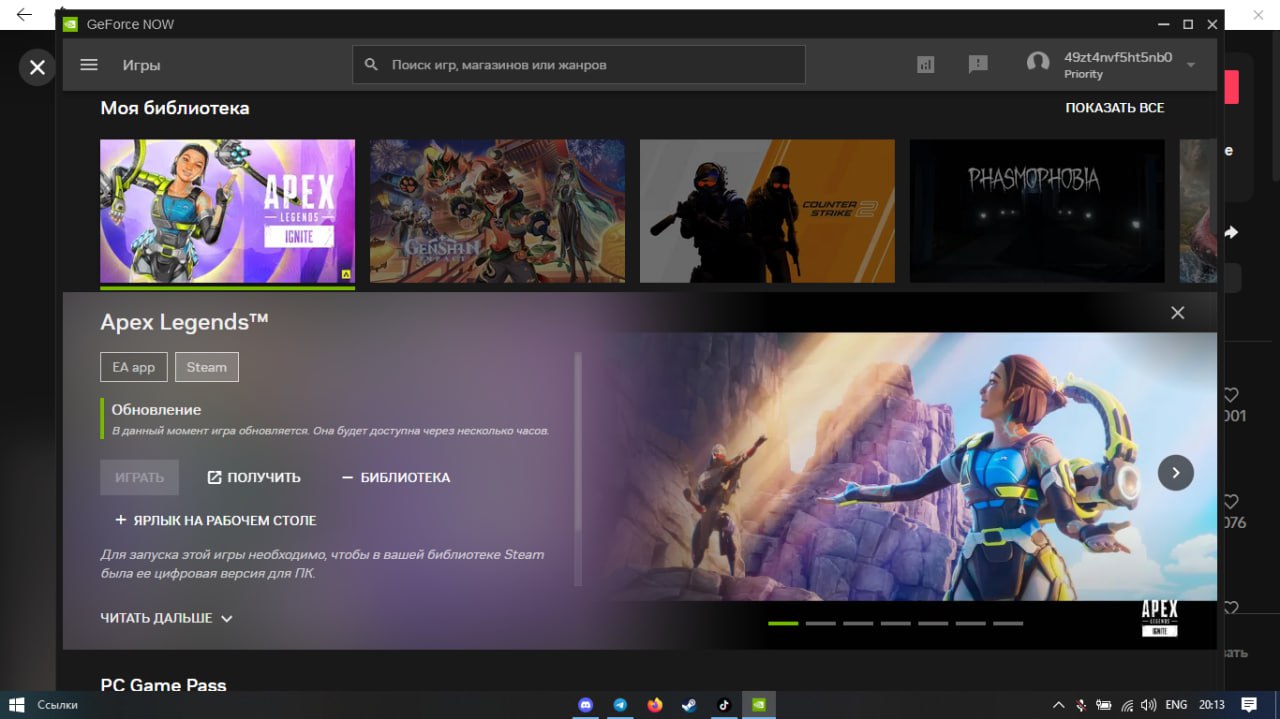 GeForce NOW
Игры
Поиск игр, магазинов или жанров
49zt4nvf5ht5nb0
Priority
Моя библиотека
ПОКАЗАТЬ ВСЕ
APEX
LEGENDS
IGNITE
GENSHIN
IMPACT
COUNTER
STRIKE 2
PHASMOPHOBIA
е
Apex Legends™
EA app
Steam
Обновление
В данный момент игра обновляется. Она будет доступна через несколько часов.
ИГРАТЬ
ПОЛУЧИТЬ
БИБЛИОТЕКА
+ ЯРЛЫК НА РАБОЧЕМ СТОЛЕ
Для запуска этой игры необходимо, чтобы в вашей библиотеке Steam
была ее цифровая версия для ПК.
ЧИТАТЬ ДАЛЬШЕ
APEX
LEGENDS
IGNITE
001
076
вать
PC Game Pass
Ссылки
ENG
20:13